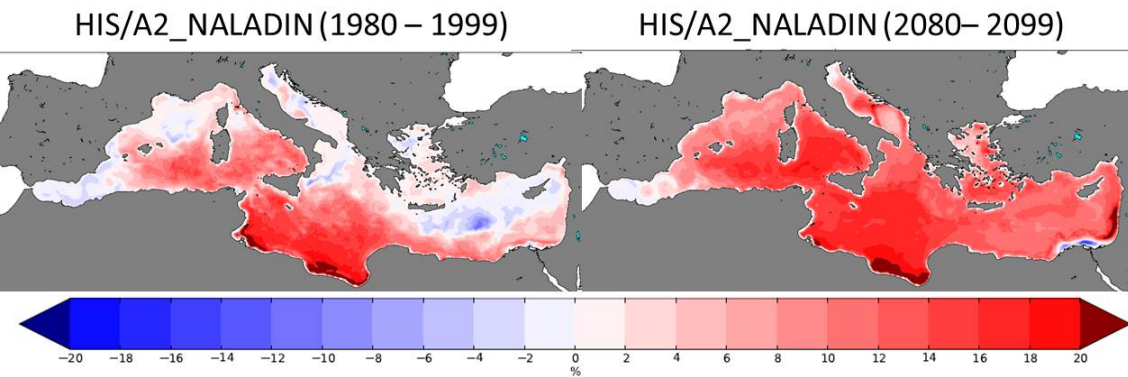 HIS/A2_NALADIN (1980 – 1999)
HIS/A2_NALADIN (2080– 2099)
−20 −18 −16 −14 −12 −10 −8 −6 −4 −2 0 2 4 6 8 10 12 14 16 18 20
%